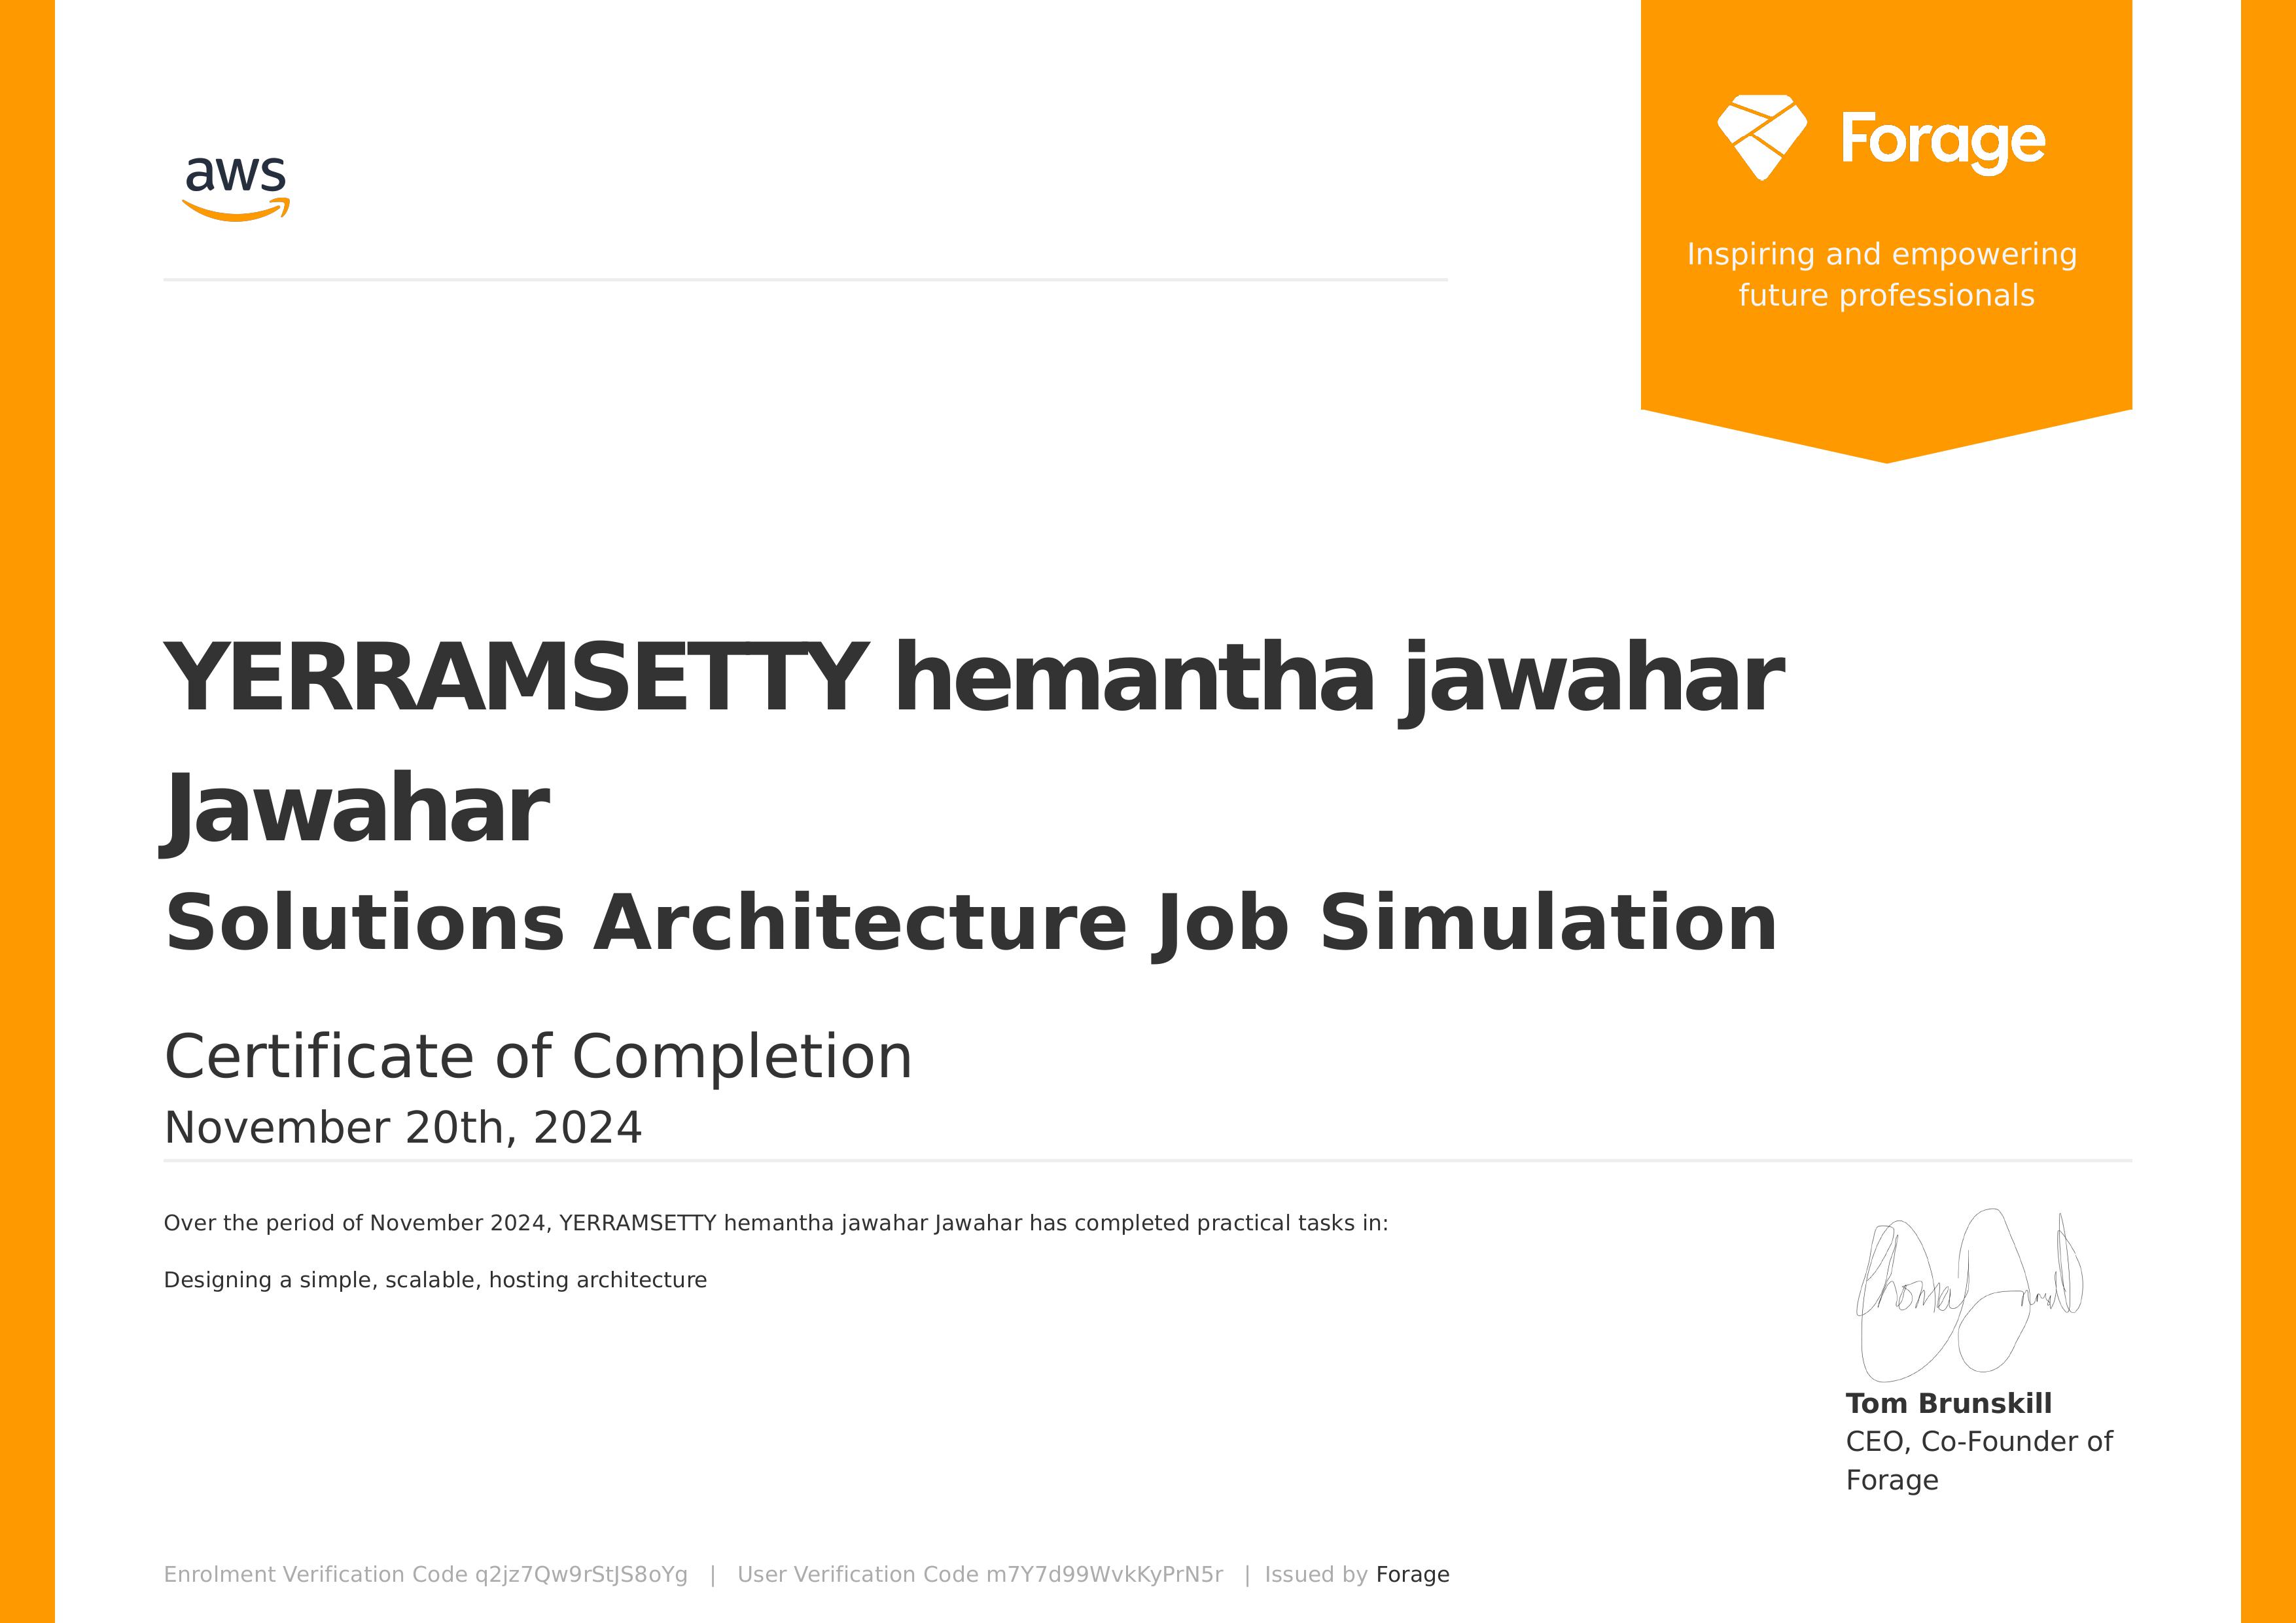 aws
Forage
Inspiring and empowering
future professionals
YERRAMSETTY hemantha jawahar
Jawahar
Solutions Architecture Job Simulation
Certificate of Completion
November 20th, 2024
Over the period of November 2024, YERRAMSETTY hemantha jawahar Jawahar has completed practical tasks in:
Designing a simple, scalable, hosting architecture
Tom Brunskill
CEO, Co-Founder of
Forage
Enrolment Verification Code q2jz7Qw9rStJS8oYg | User Verification Code m7Y7d99WvkKyPrN5r | Issued by Forage